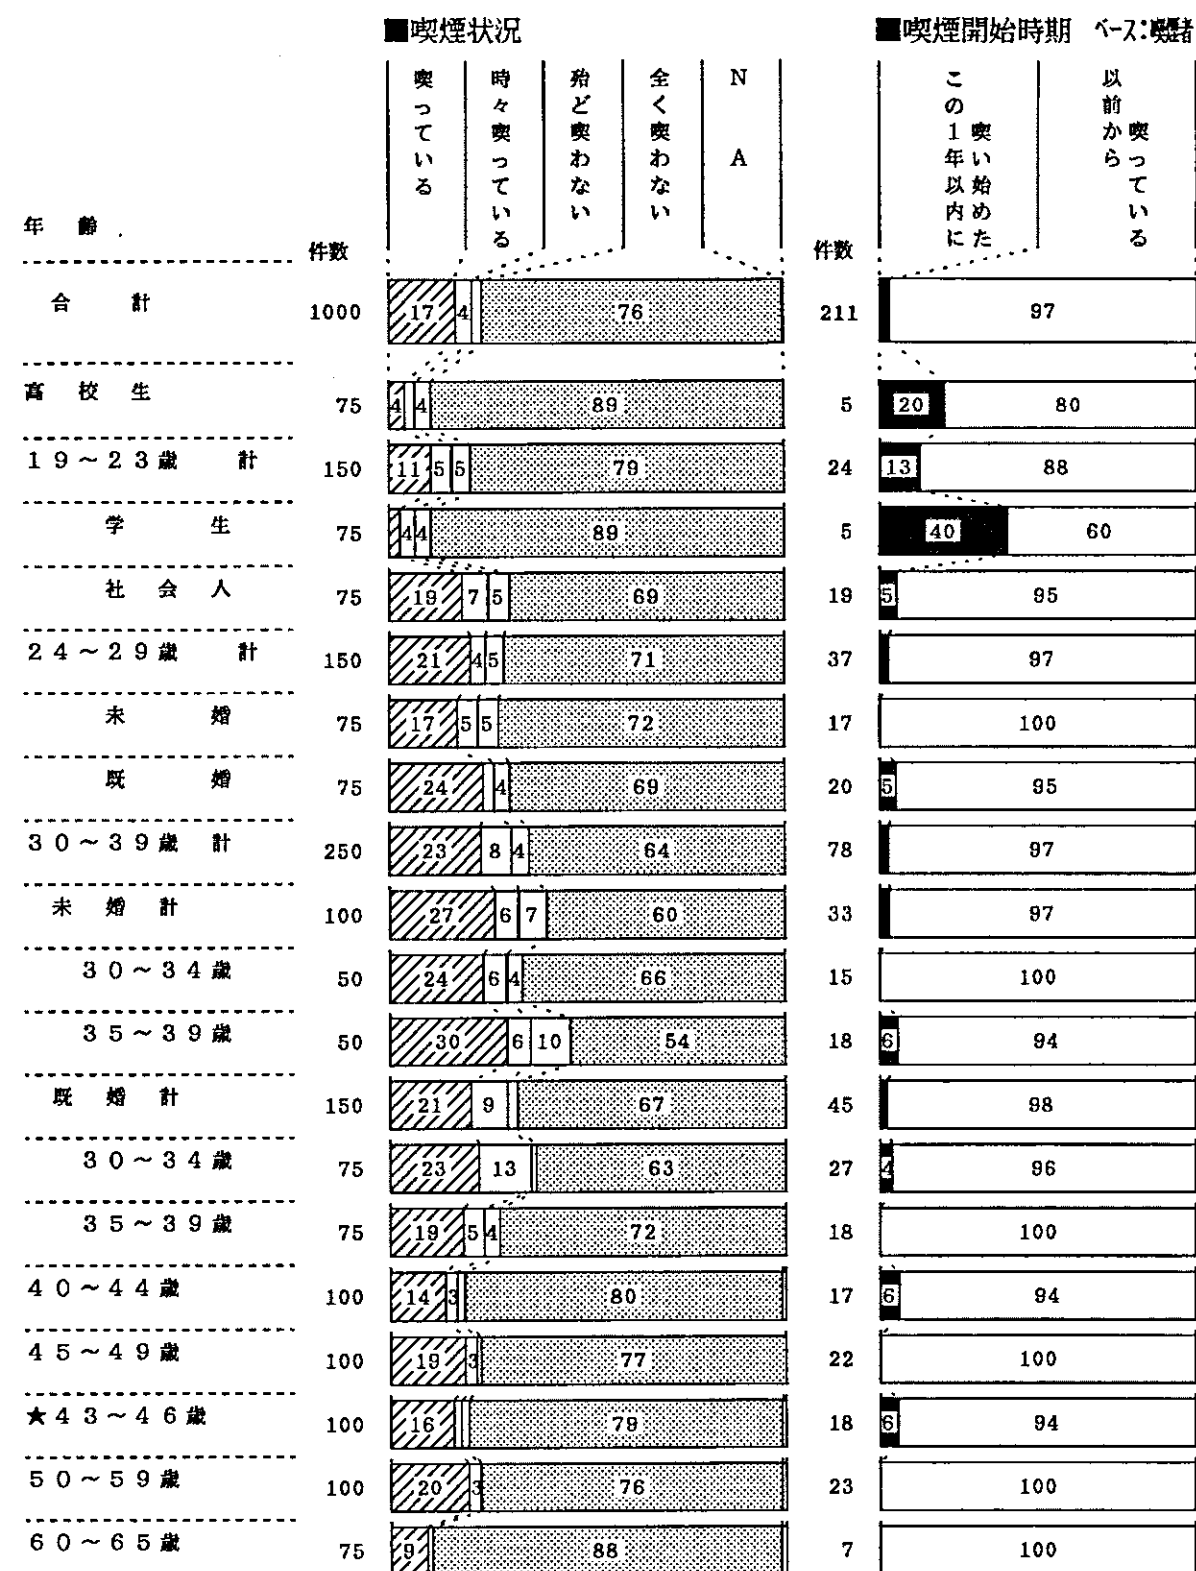 ■喫煙状況 ■喫煙開始時期 ベース：喫煙者
喫っている
時々喫っている
殆ど喫わない
全く喫わない
NA
この1年以内に
喫い始めた
以前から
喫っている
年齢 件数 件数
合計 1000 17 4 76 211 97
高校生 75 4 4 89 5 20 80
19～23歳 計 150 11 5 5 79 24 13 88
学生 75 4 4 89 5 40 60
社会人 75 19 7 5 69 19 5 95
24～29歳 計 150 21 4 5 71 37 97
未婚 75 17 5 5 72 17 100
既婚 75 24 4 69 20 5 95
30～39歳 計 250 23 8 4 64 78 97
未婚計 100 27 6 7 60 33 97
30～34歳 50 24 6 4 66 15 100
35～39歳 50 30 6 10 54 18 6 94
既婚計 150 21 9 67 45 98
30～34歳 75 23 13 63 27 4 96
35～39歳 75 19 5 4 72 18 100
40～44歳 100 14 3 80 17 6 94
45～49歳 100 19 3 77 22 100
★43～46歳 100 16 79 18 6 94
50～59歳 100 20 3 76 23 100
60～65歳 75 9 88 7 100